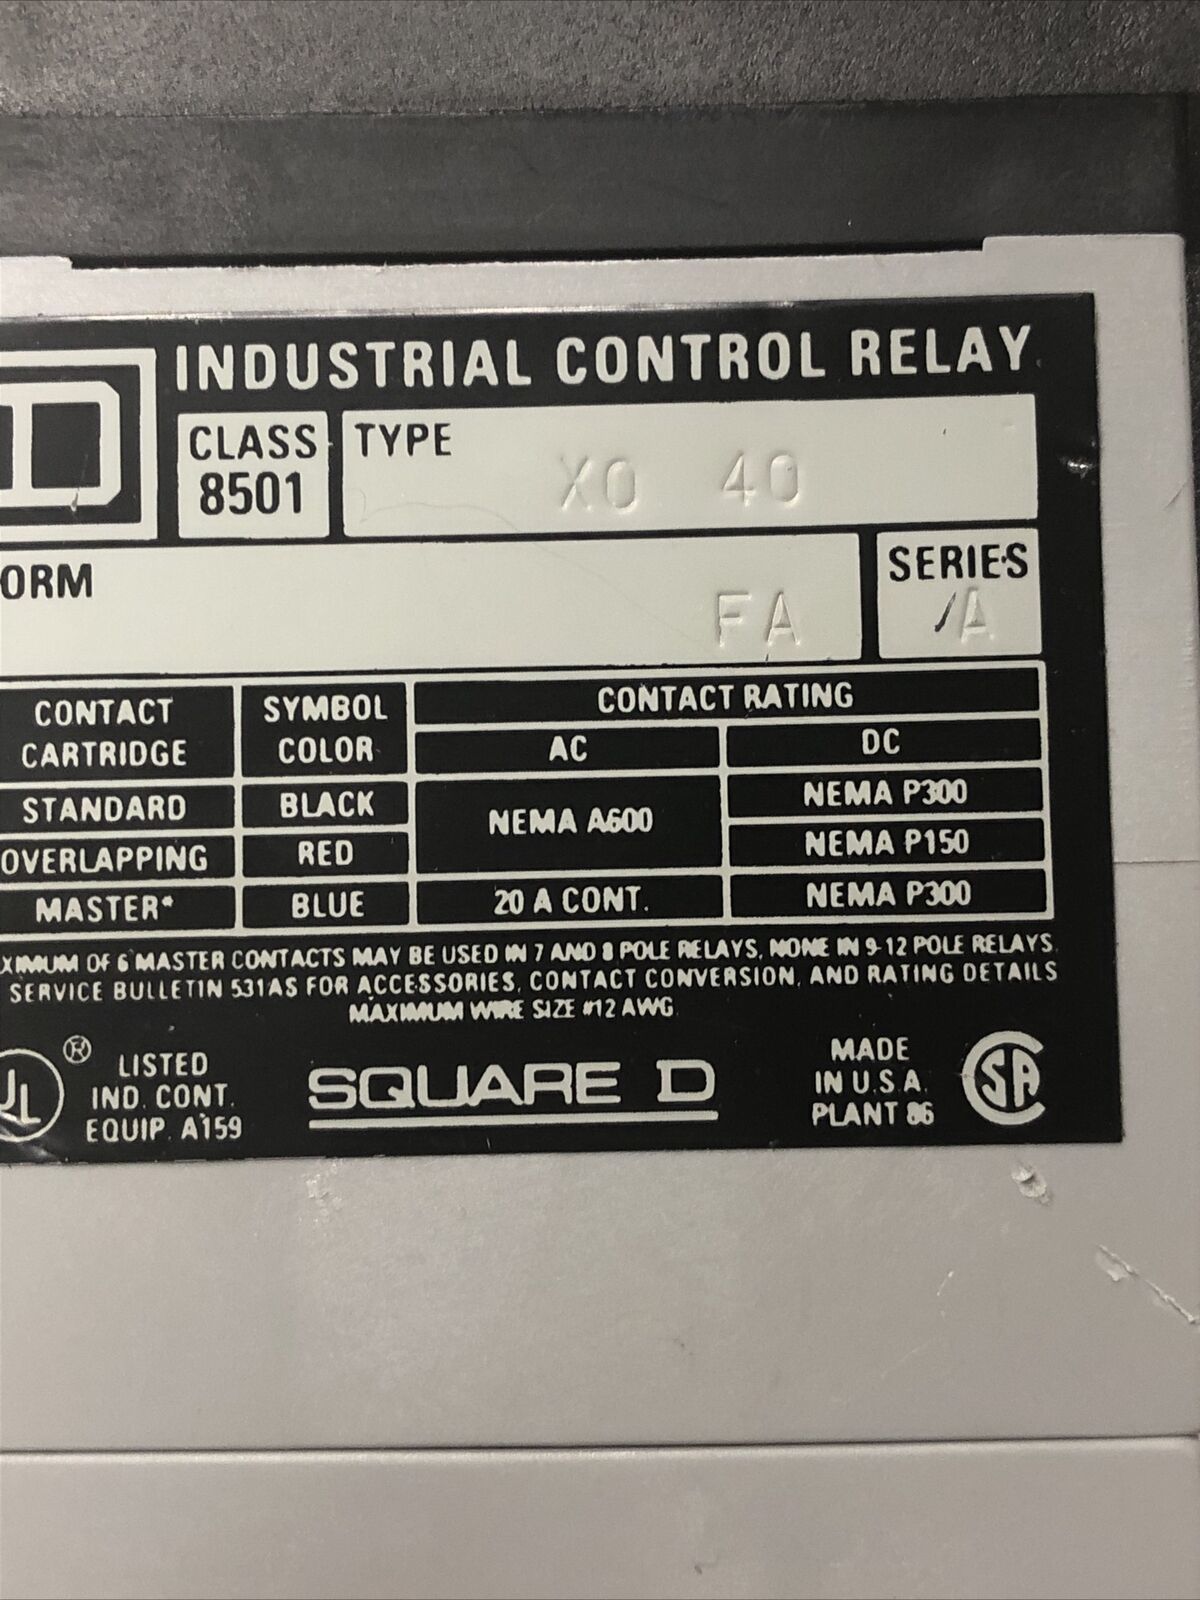 INDUSTRIAL CONTROL RELAY
CLASS 8501
TYPE XO 40
ORM FA
SERIES A
CONTACT CARTRIDGE
SYMBOL COLOR
CONTACT RATING
AC
DC
STANDARD
BLACK
NEMA A600
NEMA P300
OVERLAPPING
RED
NEMA P150
MASTER*
BLUE
20 A CONT.
NEMA P300
XIMUM OF 6 MASTER CONTACTS MAY BE USED IN 7 AND 8 POLE RELAYS, NONE IN 9-12 POLE RELAYS
SERVICE BULLETIN 531AS FOR ACCESSORIES, CONTACT CONVERSION, AND RATING DETAILS
MAXIMUM WIRE SIZE #12 AWG
UL ®
LISTED
IND. CONT.
EQUIP. A159
SQUARE D
MADE
IN U.S.A.
PLANT 86
SA